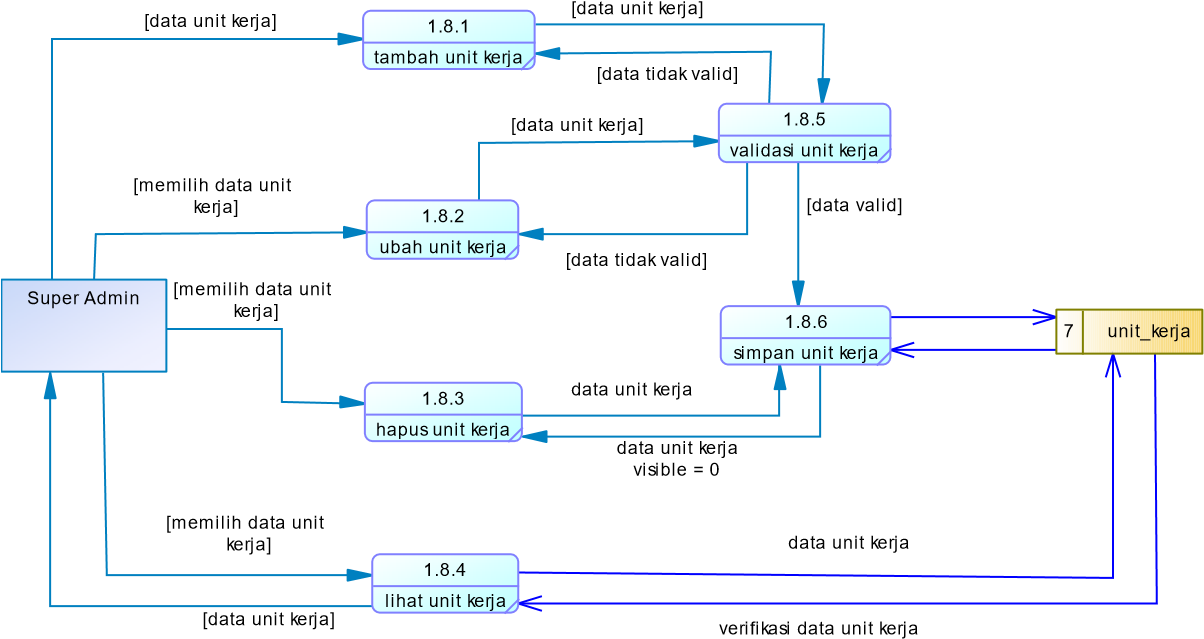 [data unit kerja]
[data unit kerja]
1.8.1
tambah unit kerja
[data tidak valid]
1.8.5
validasi unit kerja
[data unit kerja]
[memilih data unit
kerja]
1.8.2
ubah unit kerja
[data valid]
[data tidak valid]
Super Admin
[memilih data unit
kerja]
1.8.6
simpan unit kerja
7
unit_kerja
1.8.3
hapus unit kerja
data unit kerja
data unit kerja
visible = 0
[memilih data unit
kerja]
data unit kerja
1.8.4
lihat unit kerja
[data unit kerja]
verifikasi data unit kerja